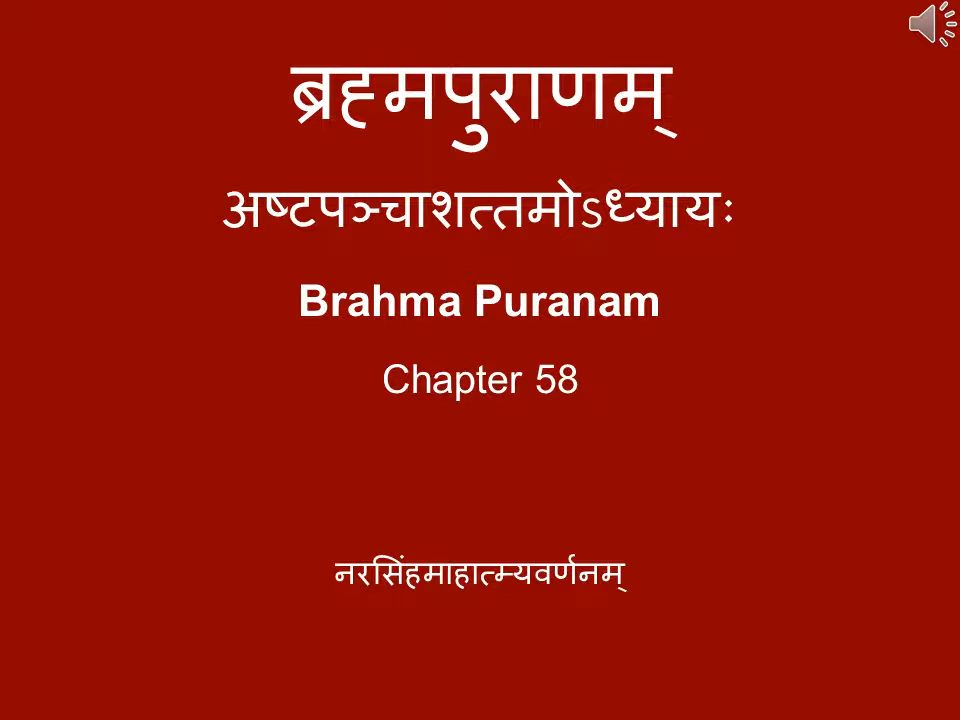 ब्रह्मपुराणम्
अष्टपञ्चाशत्तमोऽध्यायः
Brahma Puranam
Chapter 58
नरसिंहमाहात्म्यवर्णनम्